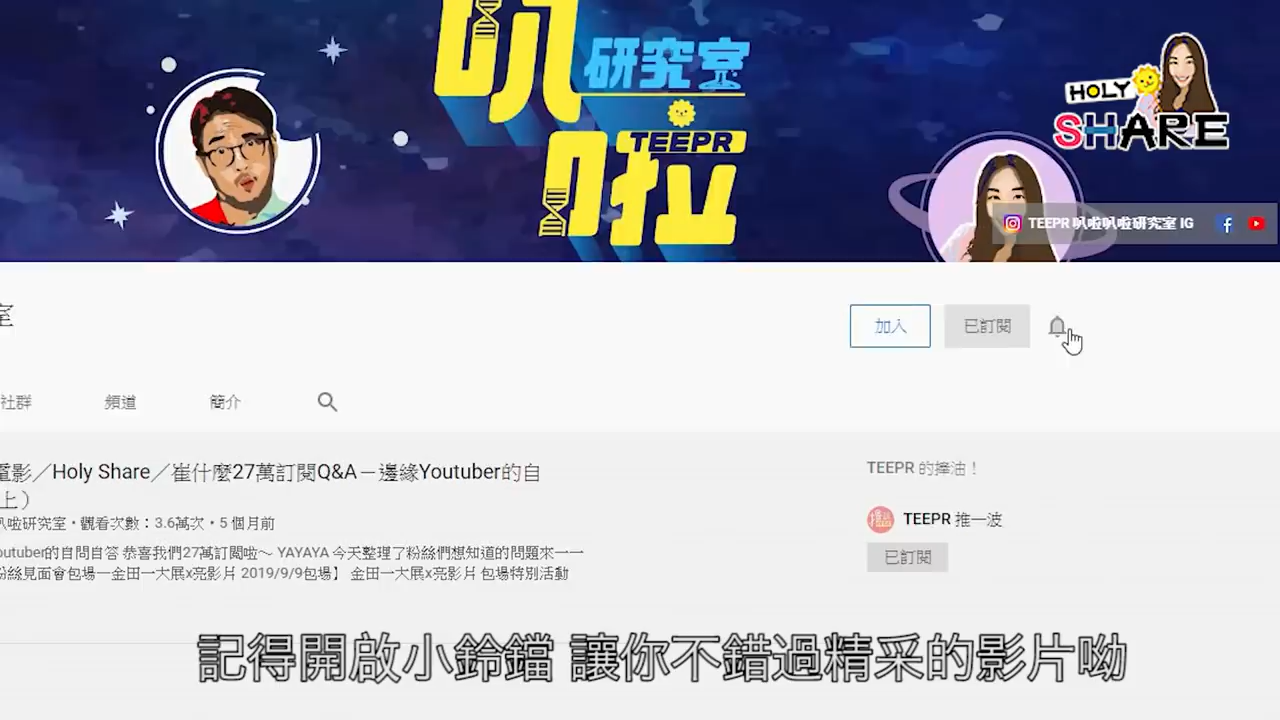 叭
研究室
TEEPR
啦
HOLY
SHARE
TEEPR 叭啦叭啦研究室 IG
室
加入
已訂閱
社群
頻道
簡介
電影／Holy Share／崔什麼27萬訂閱Q&A－邊緣Youtuber的自
上）
叭啦研究室•觀看次數：3.6萬次•5 個月前
outuber的自問自答 恭喜我們27萬訂閱啦～ YAYAYA 今天整理了粉絲們想知道的問題來一一
粉絲見面會包場—金田一大展x亮影片 2019/9/9包場】 金田一大展x亮影片 包場特別活動
TEEPR 的捧油！
TEEPR 推一波
已訂閱
記得開啟小鈴鐺 讓你不錯過精采的影片呦